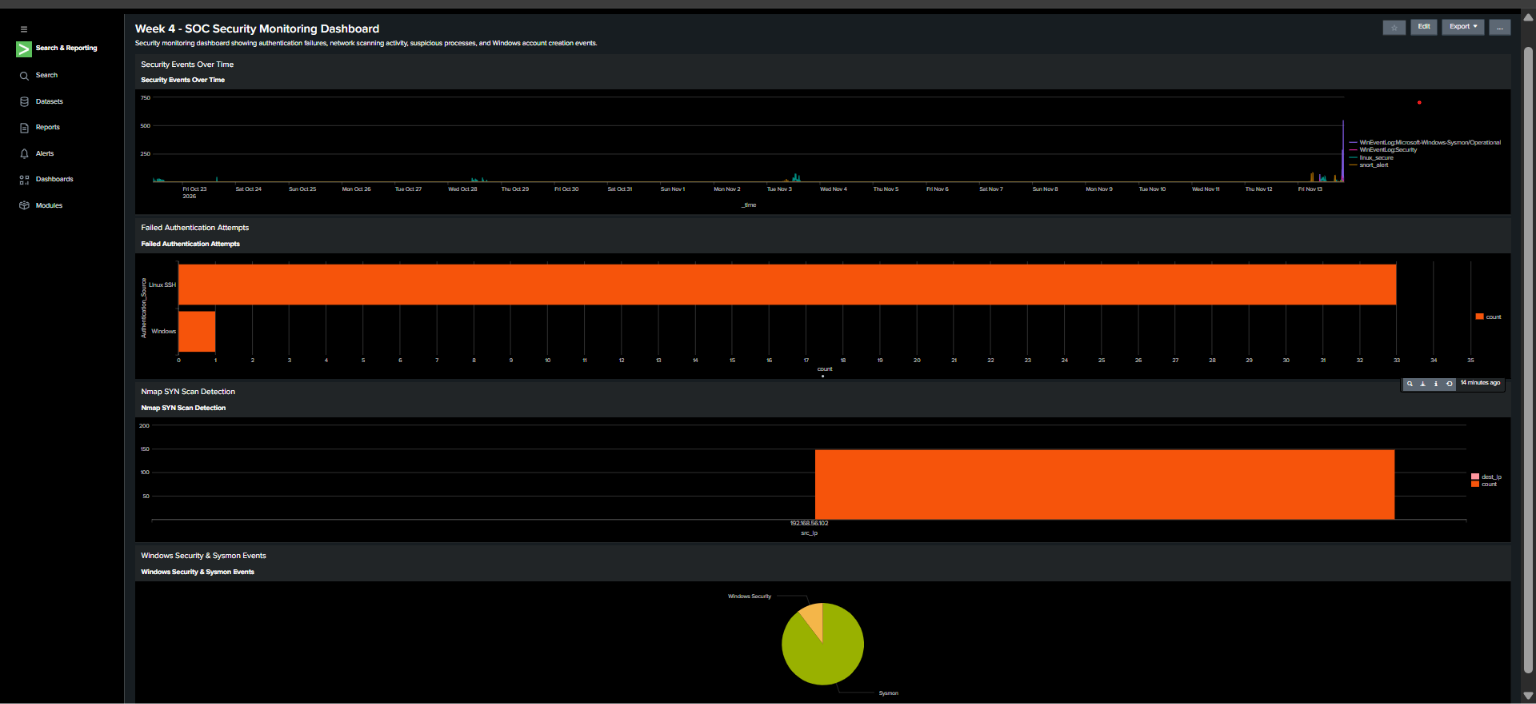 Search & Reporting
Search
Datasets
Reports
Alerts
Dashboards
Modules
Week 4 - SOC Security Monitoring Dashboard
Security monitoring dashboard showing authentication failures, network scanning activity, suspicious processes, and Windows account creation events.
Edit
Export
...
Security Events Over Time
Security Events Over Time
750
500
250
Fri Oct 23 Sat Oct 24 Sun Oct 25 Mon Oct 26 Tue Oct 27 Wed Oct 28 Thu Oct 29 Fri Oct 30 Sat Oct 31 Sun Nov 1 Mon Nov 2 Tue Nov 3 Wed Nov 4 Thu Nov 5 Fri Nov 6 Sat Nov 7 Sun Nov 8 Mon Nov 9 Tue Nov 10 Wed Nov 11 Thu Nov 12 Fri Nov 13
2026
_time
WinEventLog:Microsoft-Windows-Sysmon/Operational
WinEventLog:Security
linux_secure
snort_alert
Failed Authentication Attempts
Failed Authentication Attempts
Authentication_Source
Linux SSH
Windows
0 1 2 3 4 5 6 7 8 9 10 11 12 13 14 15 16 17 18 19 20 21 22 23 24 25 26 27 28 29 30 31 32 33 34 35
count
count
Nmap SYN Scan Detection
14 minutes ago
Nmap SYN Scan Detection
200
150
100
50
192.168.56.102
src_ip
dest_ip
count
Windows Security & Sysmon Events
Windows Security & Sysmon Events
Windows Security
Sysmon